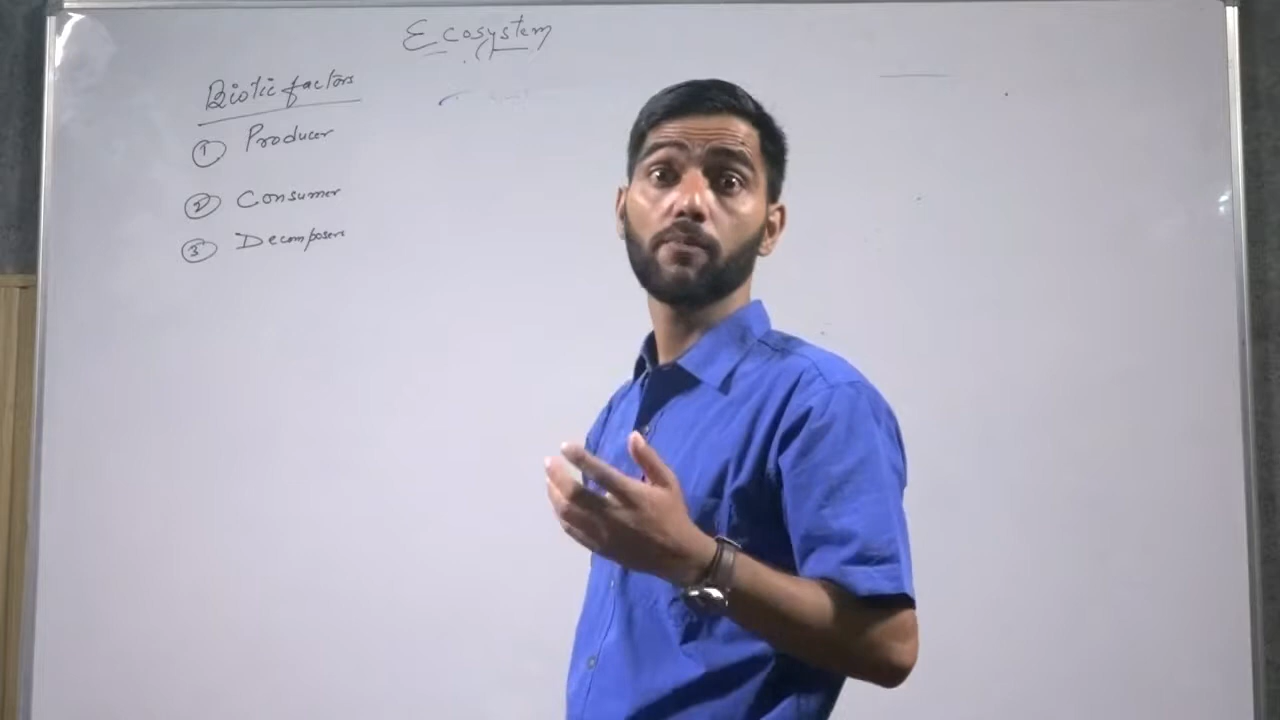 Ecosystem
Biotic factors
① Producer
② Consumer
③ Decomposers